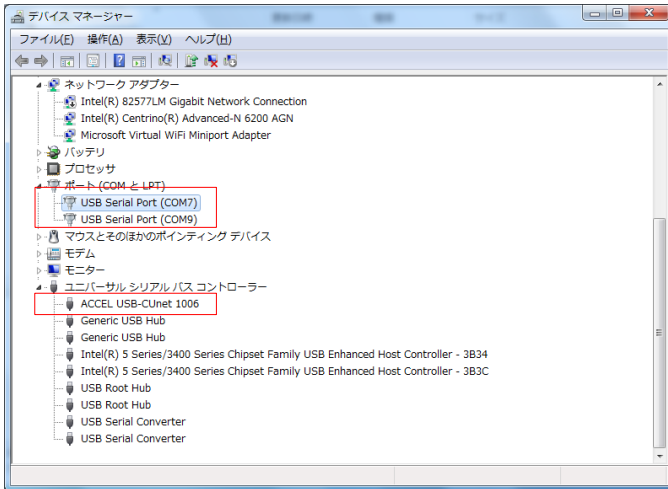 デバイス マネージャー
ファイル(F) 操作(A) 表示(V) ヘルプ(H)
ネットワーク アダプター
Intel(R) 82577LM Gigabit Network Connection
Intel(R) Centrino(R) Advanced-N 6200 AGN
Microsoft Virtual WiFi Miniport Adapter
バッテリ
プロセッサ
ポート (COM と LPT)
USB Serial Port (COM7)
USB Serial Port (COM9)
マウスとそのほかのポインティング デバイス
モデム
モニター
ユニバーサル シリアル バス コントローラー
ACCEL USB-CUnet 1006
Generic USB Hub
Generic USB Hub
Intel(R) 5 Series/3400 Series Chipset Family USB Enhanced Host Controller - 3B34
Intel(R) 5 Series/3400 Series Chipset Family USB Enhanced Host Controller - 3B3C
USB Root Hub
USB Root Hub
USB Serial Converter
USB Serial Converter